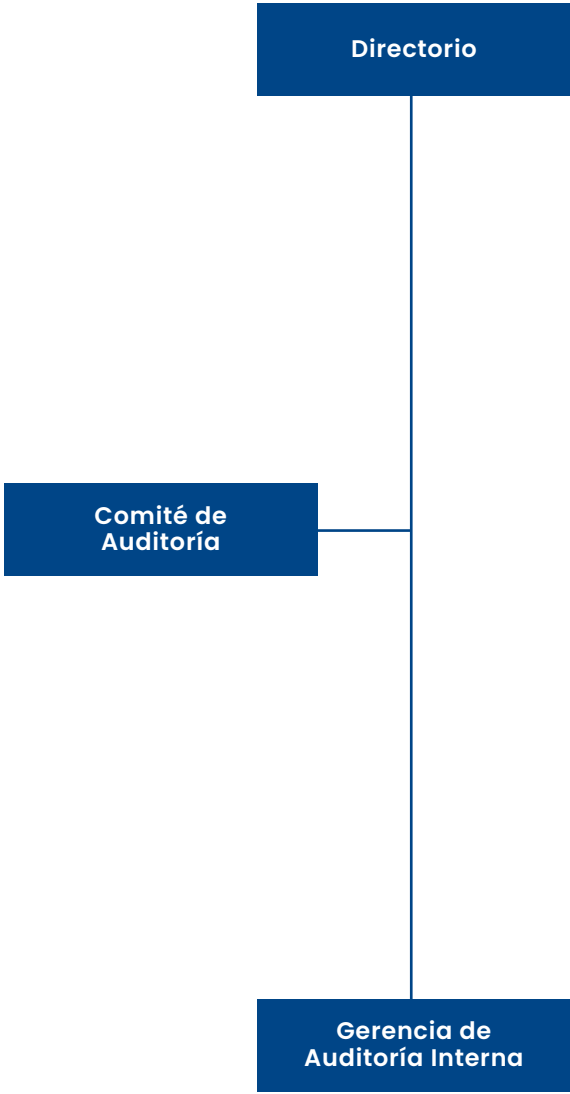 Directorio
Comité de
Auditoría
Gerencia de
Auditoría Interna